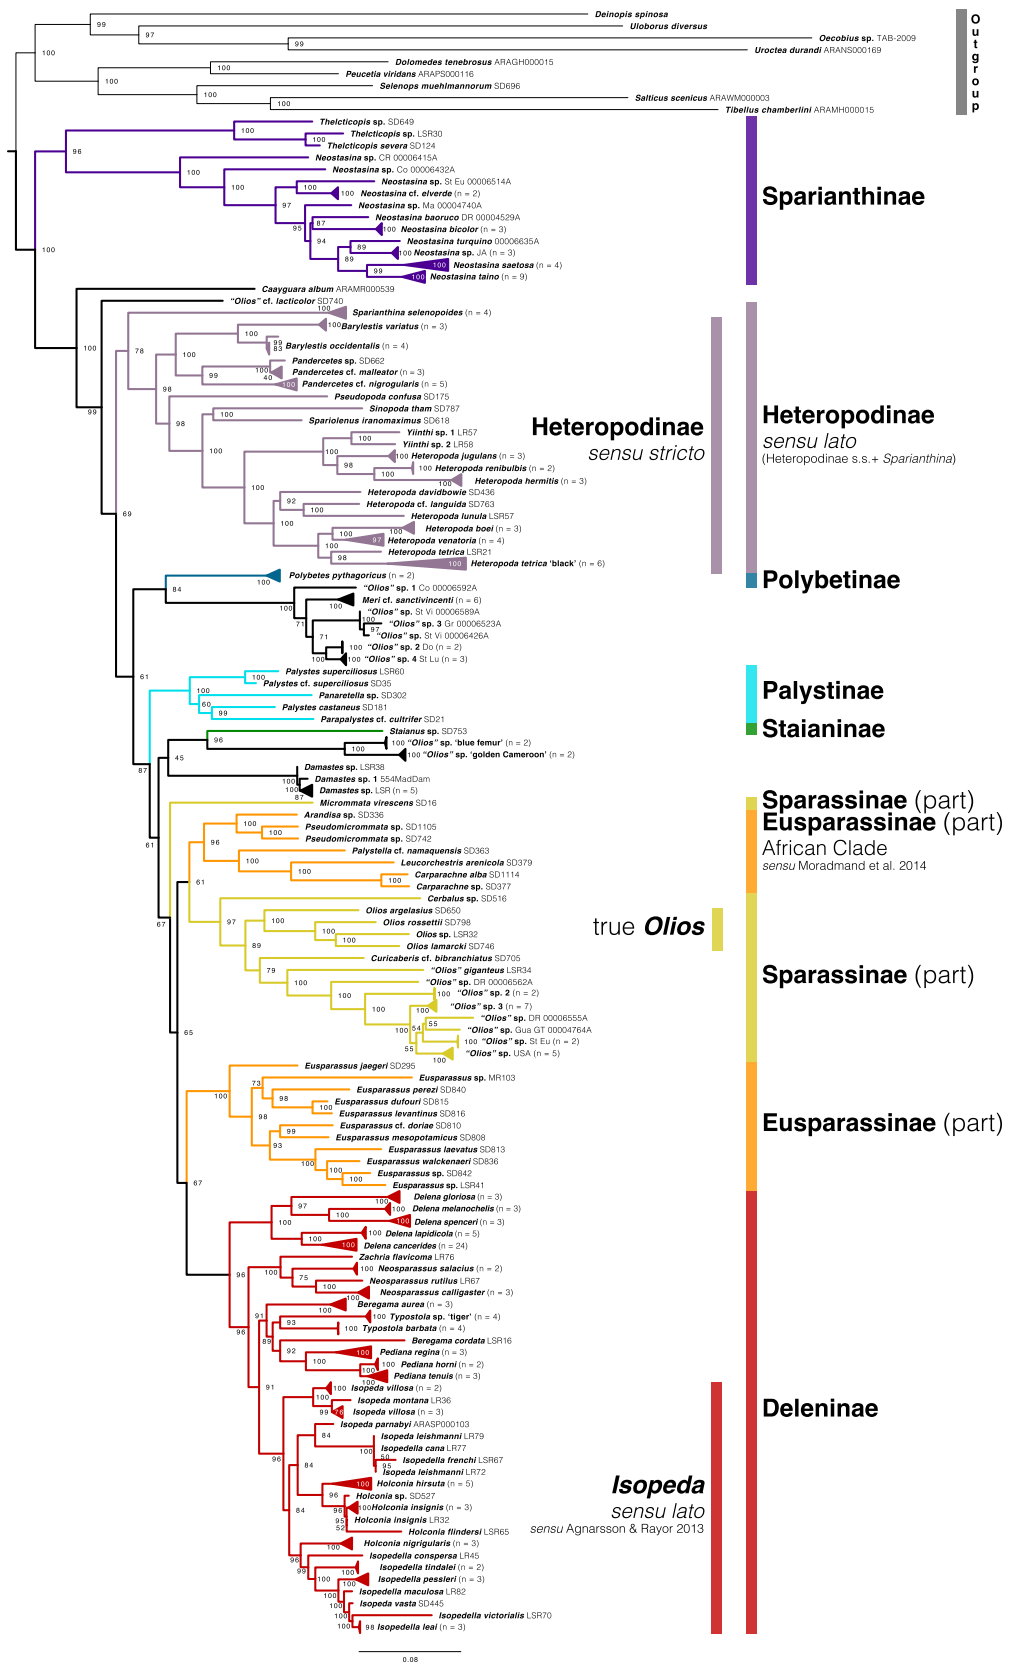 Deinopis spinosa
Uloborus diversus
Oecobius sp. TAB-2009
Uroctea durandi ARANS000169
Dolomedes tenebrosus ARAGH000015
Peucetia viridans ARAPS000116
Selenops muehlmannorum SD696
Salticus scenicus ARAWM000003
Tibellus chamberlini ARAMH000015
Outgroup
Thelcticopis sp. SD649
Thelcticopis sp. LSR30
Thelcticopis severa SD124
Neostasina sp. CR 00006415A
Neostasina sp. Co 00006432A
Neostasina sp. St Eu 00006514A
Neostasina cf. elverde (n = 2)
Neostasina sp. Ma 00004740A
Neostasina baoruco DR 00004529A
Neostasina bicolor (n = 3)
Neostasina turquino 00006635A
Neostasina sp. JA (n = 3)
Neostasina saetosa (n = 4)
Neostasina taino (n = 9)
Sparianthinae
Caayguara album ARAMR000539
"Olios" cf. lacticolor SD740
Sparianthina selenopoides (n = 4)
Barylestis variatus (n = 3)
Barylestis occidentalis (n = 4)
Pandercetes sp. SD662
Pandercetes cf. malleator (n = 3)
Pandercetes cf. nigrogularis (n = 5)
Pseudopoda confusa SD175
Sinopoda tham SD787
Spariolenus iranomaximus SD618
Yiinthi sp. 1 LR57
Yiinthi sp. 2 LR58
Heteropoda jugulans (n = 3)
Heteropoda renibulbis (n = 2)
Heteropoda hermitis (n = 3)
Heteropoda davidbowie SD436
Heteropoda cf. languida SD763
Heteropoda lunula LSR57
Heteropoda boei (n = 3)
Heteropoda venatoria (n = 4)
Heteropoda tetrica LSR21
Heteropoda tetrica 'black' (n = 6)
Heteropodinae
sensu stricto
Heteropodinae
sensu lato
(Heteropodinae s.s.+ Sparianthina)
Polybetes pythagoricus (n = 2)
Polybetinae
"Olios" sp. 1 Co 00006592A
Meri cf. sanctivincenti (n = 6)
"Olios" sp. St Vi 00006589A
"Olios" sp. 3 Gr 00006523A
"Olios" sp. St Vi 00006426A
"Olios" sp. 2 Do (n = 2)
"Olios" sp. 4 St Lu (n = 3)
Palystes superciliosus LSR60
Palystes cf. superciliosus SD35
Panaretella sp. SD302
Palystes castaneus SD181
Parapalystes cf. cultrifer SD21
Palystinae
Staianus sp. SD753
Staianinae
"Olios" sp. 'blue femur' (n = 2)
"Olios" sp. 'golden Cameroon' (n = 2)
Damastes sp. LSR38
Damastes sp. 1 554MadDam
Damastes sp. LSR (n = 5)
Micrommata virescens SD16
Sparassinae (part)
Arandisa sp. SD336
Pseudomicrommata sp. SD1105
Pseudomicrommata sp. SD742
Palystella cf. namaquensis SD363
Leucorchestris arenicola SD379
Carparachne alba SD1114
Carparachne sp. SD377
Eusparassinae (part)
African Clade
sensu Moradmand et al. 2014
Cerbalus sp. SD516
Olios argelasius SD650
Olios rossettii SD798
Olios sp. LSR32
Olios lamarcki SD746
true Olios
Curicaberis cf. bibranchiatus SD705
"Olios" giganteus LSR34
"Olios" sp. DR 00006562A
"Olios" sp. 2 (n = 2)
"Olios" sp. 3 (n = 7)
"Olios" sp. DR 00006555A
"Olios" sp. Gua GT 00004764A
"Olios" sp. St Eu (n = 2)
"Olios" sp. USA (n = 5)
Sparassinae (part)
Eusparassus jaegeri SD295
Eusparassus sp. MR103
Eusparassus perezi SD840
Eusparassus dufouri SD815
Eusparassus levantinus SD816
Eusparassus cf. doriae SD810
Eusparassus mesopotamicus SD808
Eusparassus laevatus SD813
Eusparassus walckenaeri SD836
Eusparassus sp. SD842
Eusparassus sp. LSR41
Eusparassinae (part)
Delena gloriosa (n = 3)
Delena melanochelis (n = 3)
Delena spenceri (n = 3)
Delena lapidicola (n = 5)
Delena cancerides (n = 24)
Zachria flavicoma LR76
Neosparassus salacius (n = 2)
Neosparassus rutilus LR67
Neosparassus calligaster (n = 3)
Beregama aurea (n = 3)
Typostola sp. 'tiger' (n = 4)
Typostola barbata (n = 4)
Beregama cordata LSR16
Pediana regina (n = 3)
Pediana horni (n = 2)
Pediana tenuis (n = 3)
Isopeda villosa (n = 2)
Isopeda montana LR36
Isopeda villosa (n = 3)
Isopeda parnabyi ARASP000103
Isopeda leishmanni LR79
Isopedella cana LR77
Isopedella frenchi LSR67
Isopeda leishmanni LR72
Holconia hirsuta (n = 5)
Holconia sp. SD527
Holconia insignis (n = 3)
Holconia insignis LR32
Holconia flindersi LSR65
Holconia nigrigularis (n = 3)
Isopedella conspersa LR45
Isopedella tindalei (n = 2)
Isopedella pessleri (n = 3)
Isopedella maculosa LR82
Isopeda vasta SD445
Isopedella victorialis LSR70
Isopedella leai (n = 3)
Deleninae
Isopeda
sensu lato
sensu Agnarsson & Rayor 2013
0.08